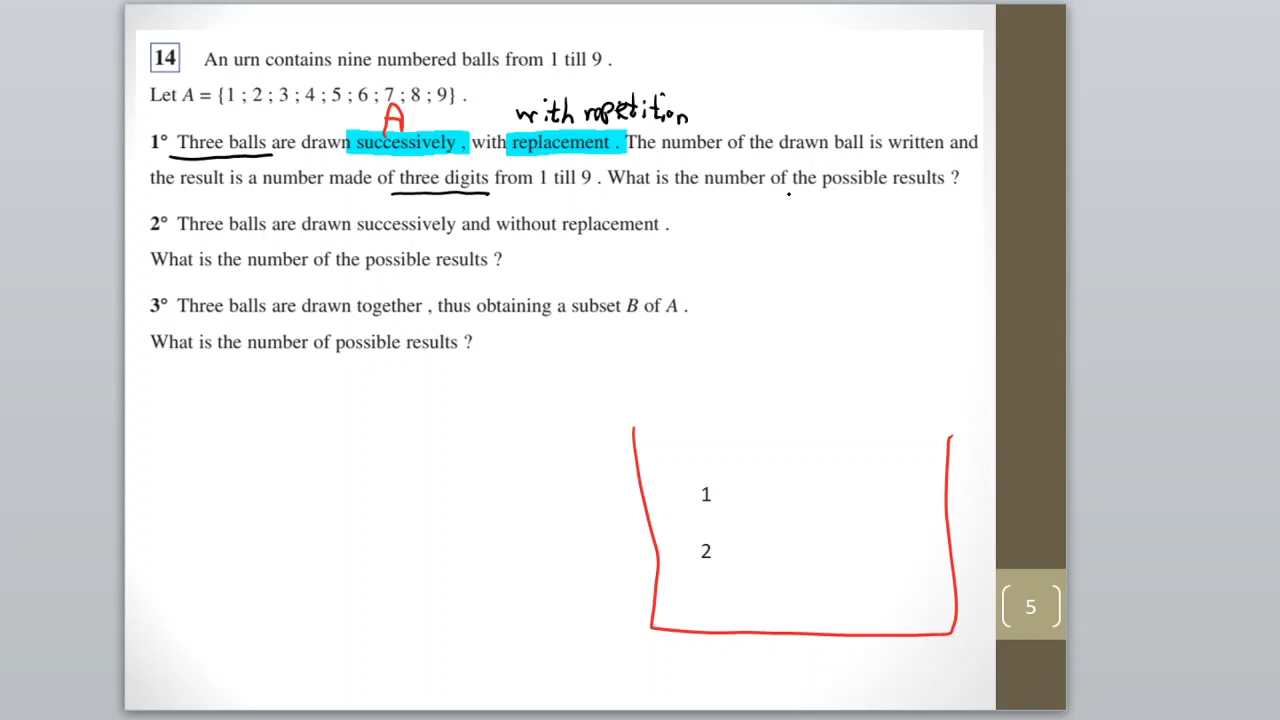 14 An urn contains nine numbered balls from 1 till 9 .
Let A = {1 ; 2 ; 3 ; 4 ; 5 ; 6 ; 7 ; 8 ; 9} .
A
with ropetition
1° Three balls are drawn successively , with replacement . The number of the drawn ball is written and
the result is a number made of three digits from 1 till 9 . What is the number of the possible results ?
2° Three balls are drawn successively and without replacement .
What is the number of the possible results ?
3° Three balls are drawn together , thus obtaining a subset B of A .
What is the number of possible results ?
1
2
5